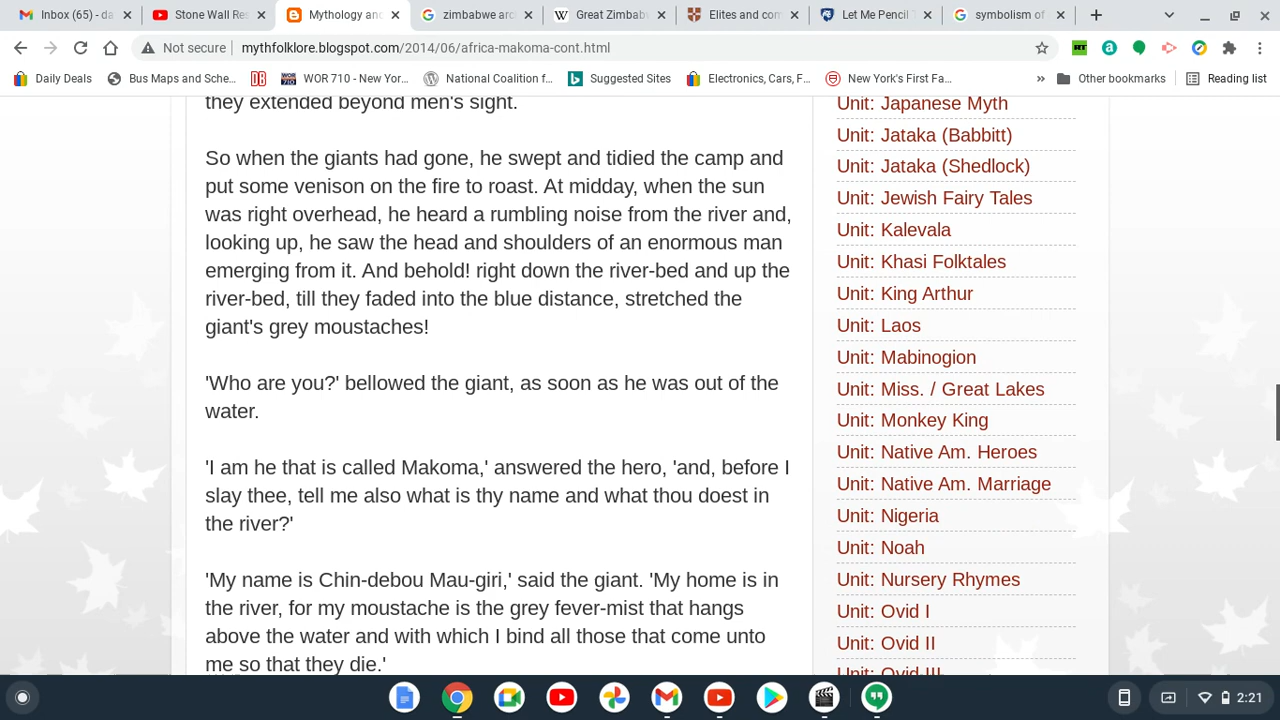 Inbox (65) - da
Stone Wall Res
Mythology and
zimbabwe arc
Great Zimbab
Elites and com
Let Me Pencil
symbolism of
Not secure
mythfolklore.blogspot.com/2014/06/africa-makoma-cont.html
Daily Deals
Bus Maps and Sche...
WOR 710 - New Yor...
National Coalition f...
Suggested Sites
Electronics, Cars, F...
New York's First Fa...
»
Other bookmarks
Reading list
they extended beyond men's sight.
So when the giants had gone, he swept and tidied the camp and
put some venison on the fire to roast. At midday, when the sun
was right overhead, he heard a rumbling noise from the river and,
looking up, he saw the head and shoulders of an enormous man
emerging from it. And behold! right down the river-bed and up the
river-bed, till they faded into the blue distance, stretched the
giant's grey moustaches!
'Who are you?' bellowed the giant, as soon as he was out of the
water.
'I am he that is called Makoma,' answered the hero, 'and, before I
slay thee, tell me also what is thy name and what thou doest in
the river?'
'My name is Chin-debou Mau-giri,' said the giant. 'My home is in
the river, for my moustache is the grey fever-mist that hangs
above the water and with which I bind all those that come unto
me so that they die.'
Unit: Japanese Myth
Unit: Jataka (Babbitt)
Unit: Jataka (Shedlock)
Unit: Jewish Fairy Tales
Unit: Kalevala
Unit: Khasi Folktales
Unit: King Arthur
Unit: Laos
Unit: Mabinogion
Unit: Miss. / Great Lakes
Unit: Monkey King
Unit: Native Am. Heroes
Unit: Native Am. Marriage
Unit: Nigeria
Unit: Noah
Unit: Nursery Rhymes
Unit: Ovid I
Unit: Ovid II
Unit: Ovid III
2:21